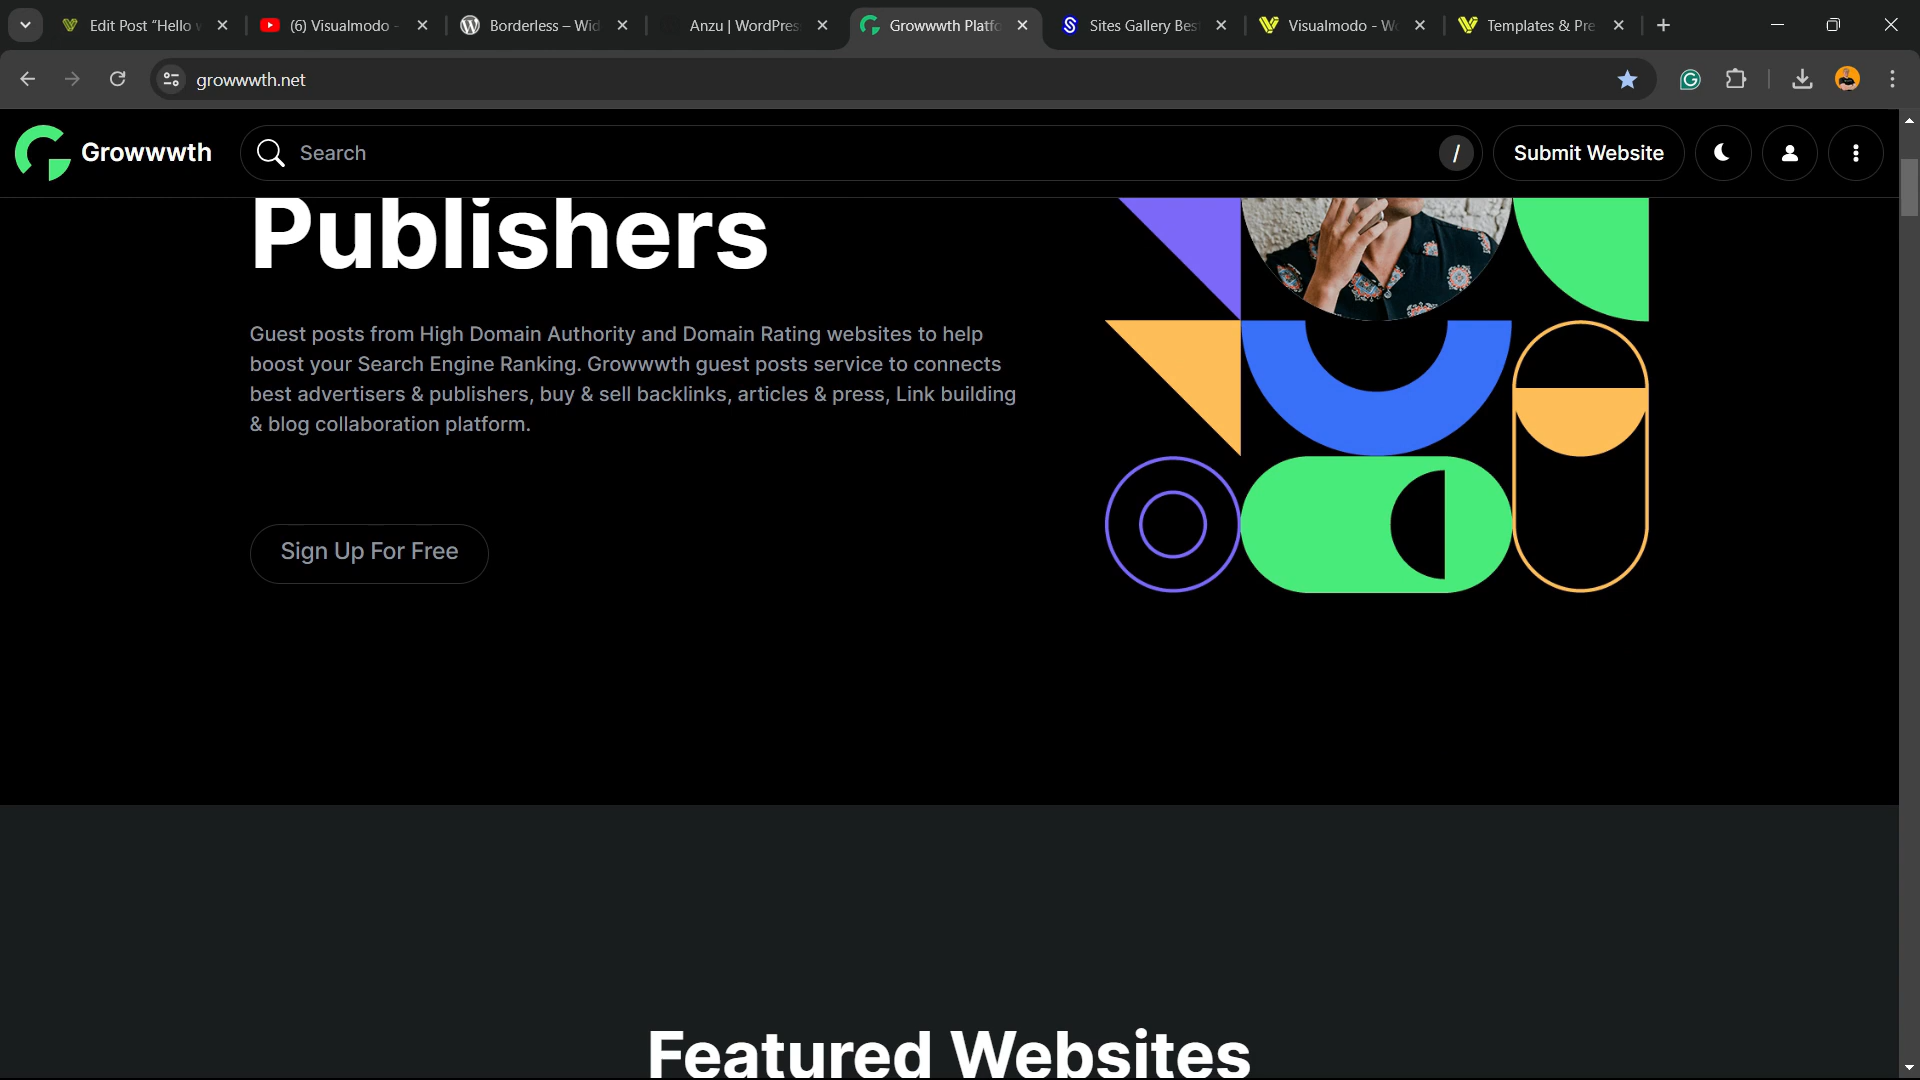 Edit Post “Hello w
(6) Visualmodo -
Borderless – Wid
Anzu | WordPres
Growwwth Platfo
Sites Gallery Bes
Visualmodo - Wo
Templates & Pre
growwwth.net
Growwwth
Search
/
Submit Website
Publishers
Guest posts from High Domain Authority and Domain Rating websites to help
boost your Search Engine Ranking. Growwwth guest posts service to connects
best advertisers & publishers, buy & sell backlinks, articles & press, Link building
& blog collaboration platform.
Sign Up For Free
Featured Websites